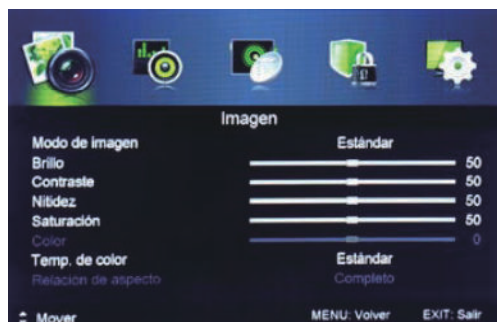 Imagen
Modo de imagen Estándar
Brillo 50
Contraste 50
Nitidez 50
Saturación 50
Color 0
Temp. de color Estándar
Relación de aspecto Completo
Mover MENU: Volver EXIT: Salir